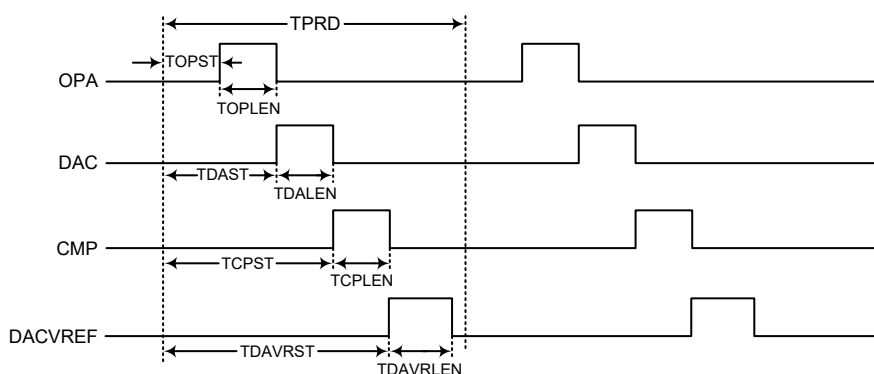 TPRD
TOPST
OPA
TOPLEN
DAC
TDAST
TDALEN
CMP
TCPST
TCPLEN
DACVREF
TDAVRST
TDAVRLEN